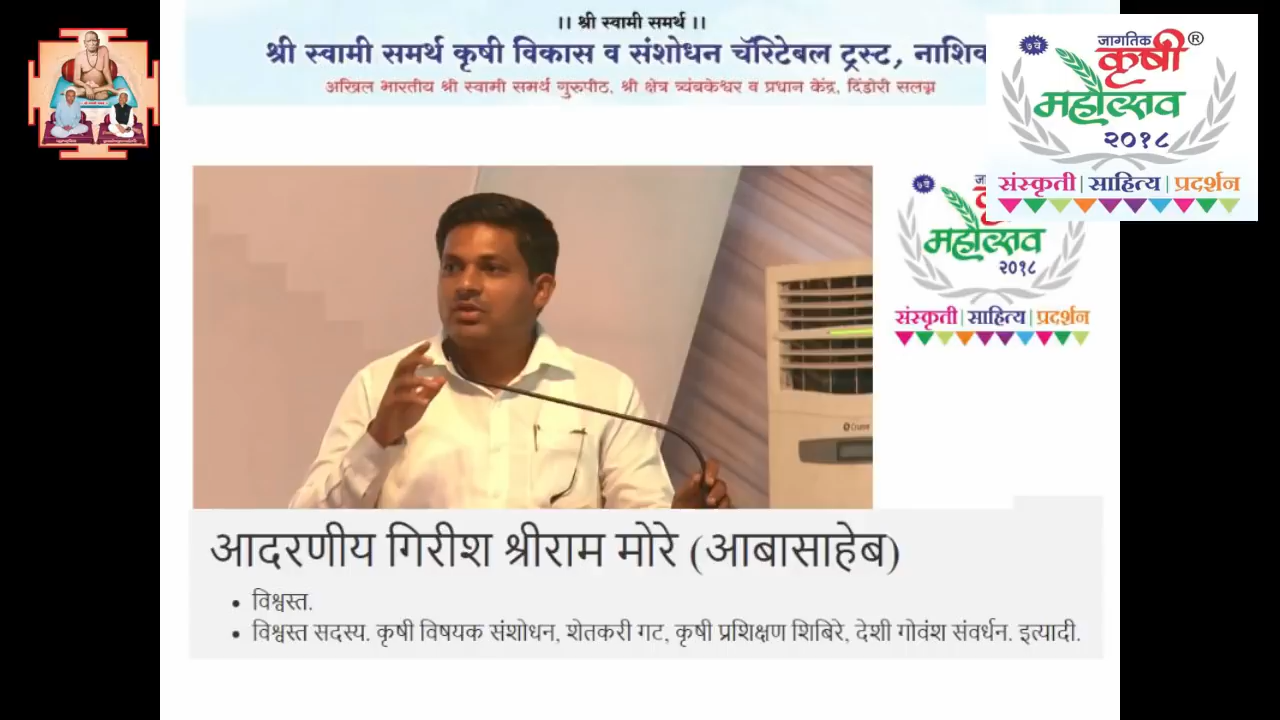 ।। श्री स्वामी समर्थ ।।
श्री स्वामी समर्थ कृषी विकास व संशोधन चॅरिटेबल ट्रस्ट,
अखिल भारतीय श्री स्वामी समर्थ गुरुपीठ, श्री क्षेत्र त्र्यंबकेश्वर व प्रधान केंद्र, दिंडोरी सलग्न
जागतिक
कृषी ®
महोत्सव
२०१८
संस्कृती | साहित्य | प्रदर्शन
महोत्सव
२०१८
संस्कृती | साहित्य | प्रदर्शन
आदरणीय गिरीश श्रीराम मोरे (आबासाहेब)
• विश्वस्त.
• विश्वस्त सदस्य. कृषी विषयक संशोधन, शेतकरी गट, कृषी प्रशिक्षण शिबिरे, देशी गोवंश संवर्धन. इत्यादी.